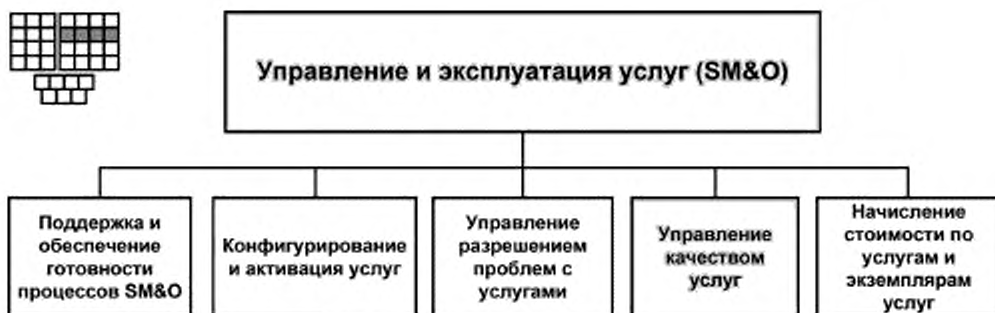 Управление и эксплуатация услуг (SM&O)
Поддержка и
обеспечение
готовности
процессов SM&O
Конфигурирование
и активация услуг
Управление
разрешением
проблем с
услугами
Управление
качеством
услуг
Начисление
стоимости по
услугам и
экземплярам
услуг